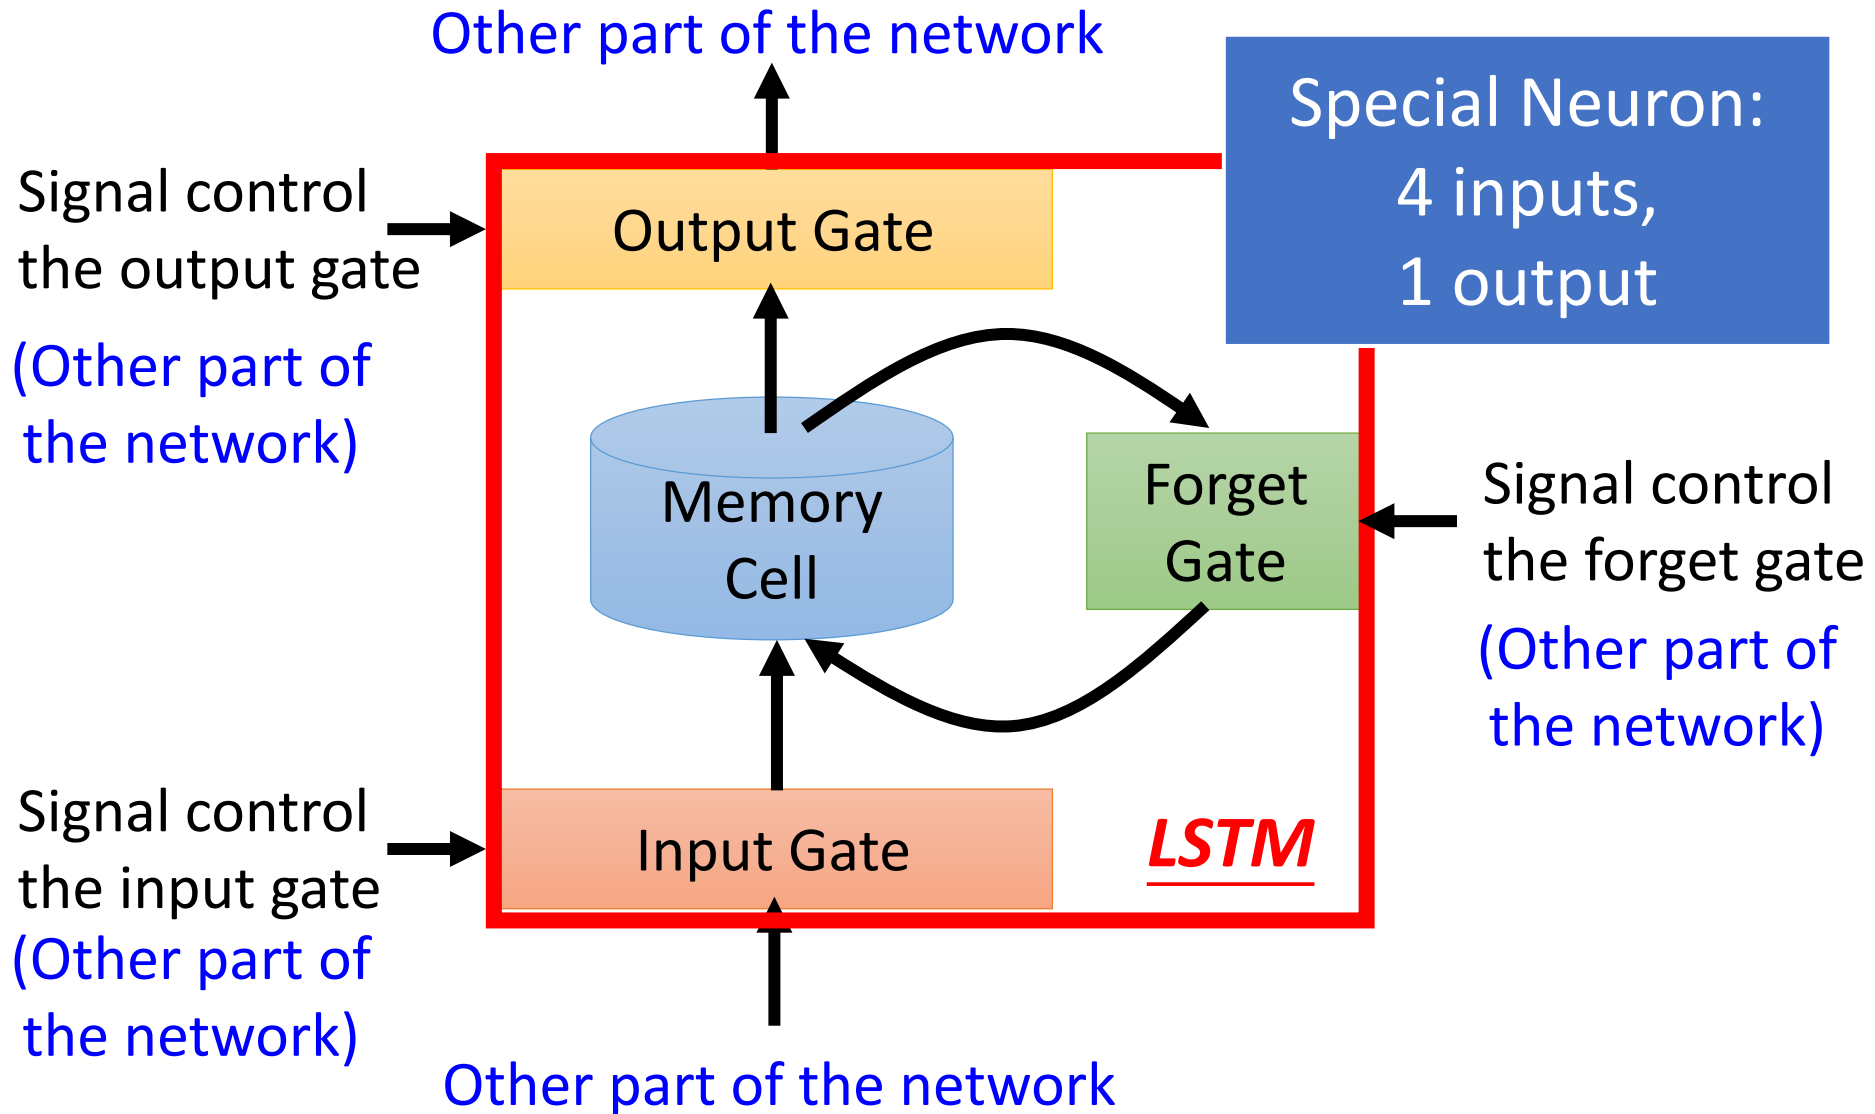 Other part of the network
Special Neuron:
4 inputs,
1 output
Signal control
the output gate
(Other part of
the network)
Output Gate
Memory
Cell
Forget
Gate
Signal control
the forget gate
(Other part of
the network)
Signal control
the input gate
(Other part of
the network)
Input Gate
LSTM
Other part of the network